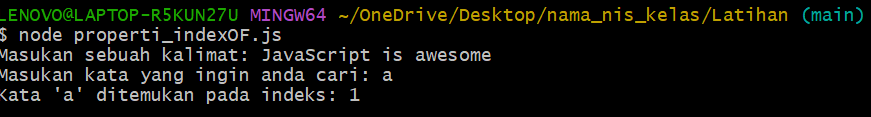 LENOVO@LAPTOP-R5KUN27U MINGW64 ~/OneDrive/Desktop/nama_nis_kelas/Latihan (main)
$ node properti_indexOF.js
Masukan sebuah kalimat: JavaScript is awesome
Masukan kata yang ingin anda cari: a
Kata 'a' ditemukan pada indeks: 1